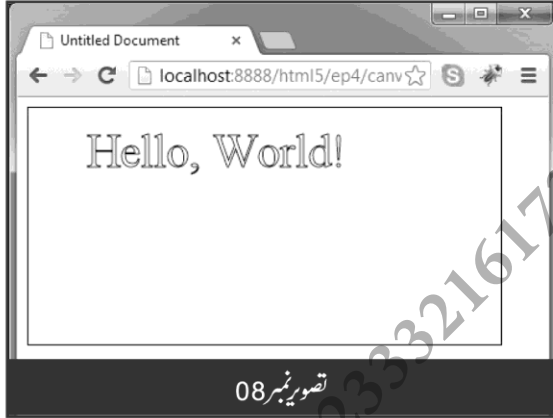 Untitled Document
localhost:8888/html5/ep4/canv
Hello, World!
تصویر نمبر 08